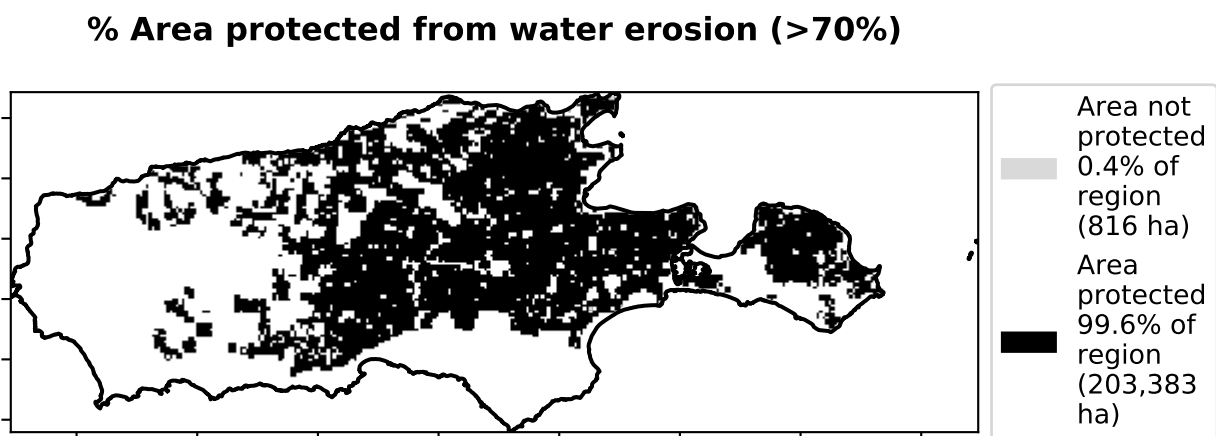 % Area protected from water erosion (>70%)
Area not
protected
0.4% of
region
(816 ha)
Area
protected
99.6% of
region
(203,383
ha)